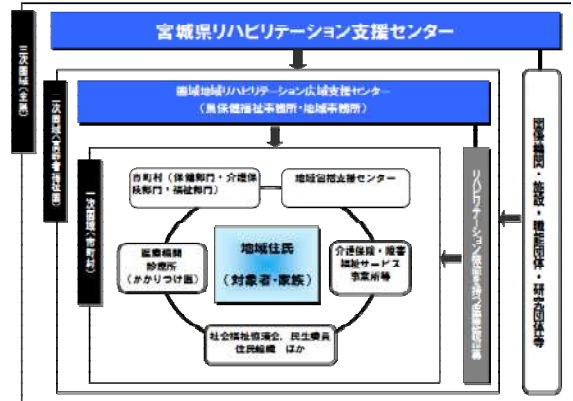 宮城県リハビリテーション支援センター
三次圏域(全県)
二次圏域(高齢者福祉圏)
圏域地域リハビリテーション広域支援センター
(県保健福祉事務所・地域事務所)
一次圏域(市町村)
市町村(保健部門・介護保
険部門・福祉部門)
地域包括支援センター
医療機関
診療所
(かかりつけ医)
地域住民
(対象者・家族)
介護保険・障害
福祉サービス
事業所等
社会福祉協議会、民生委員
住民組織 ほか
リハビリテーション機能を持つ医療施設等
関係機関・施設・職能団体・研究団体等